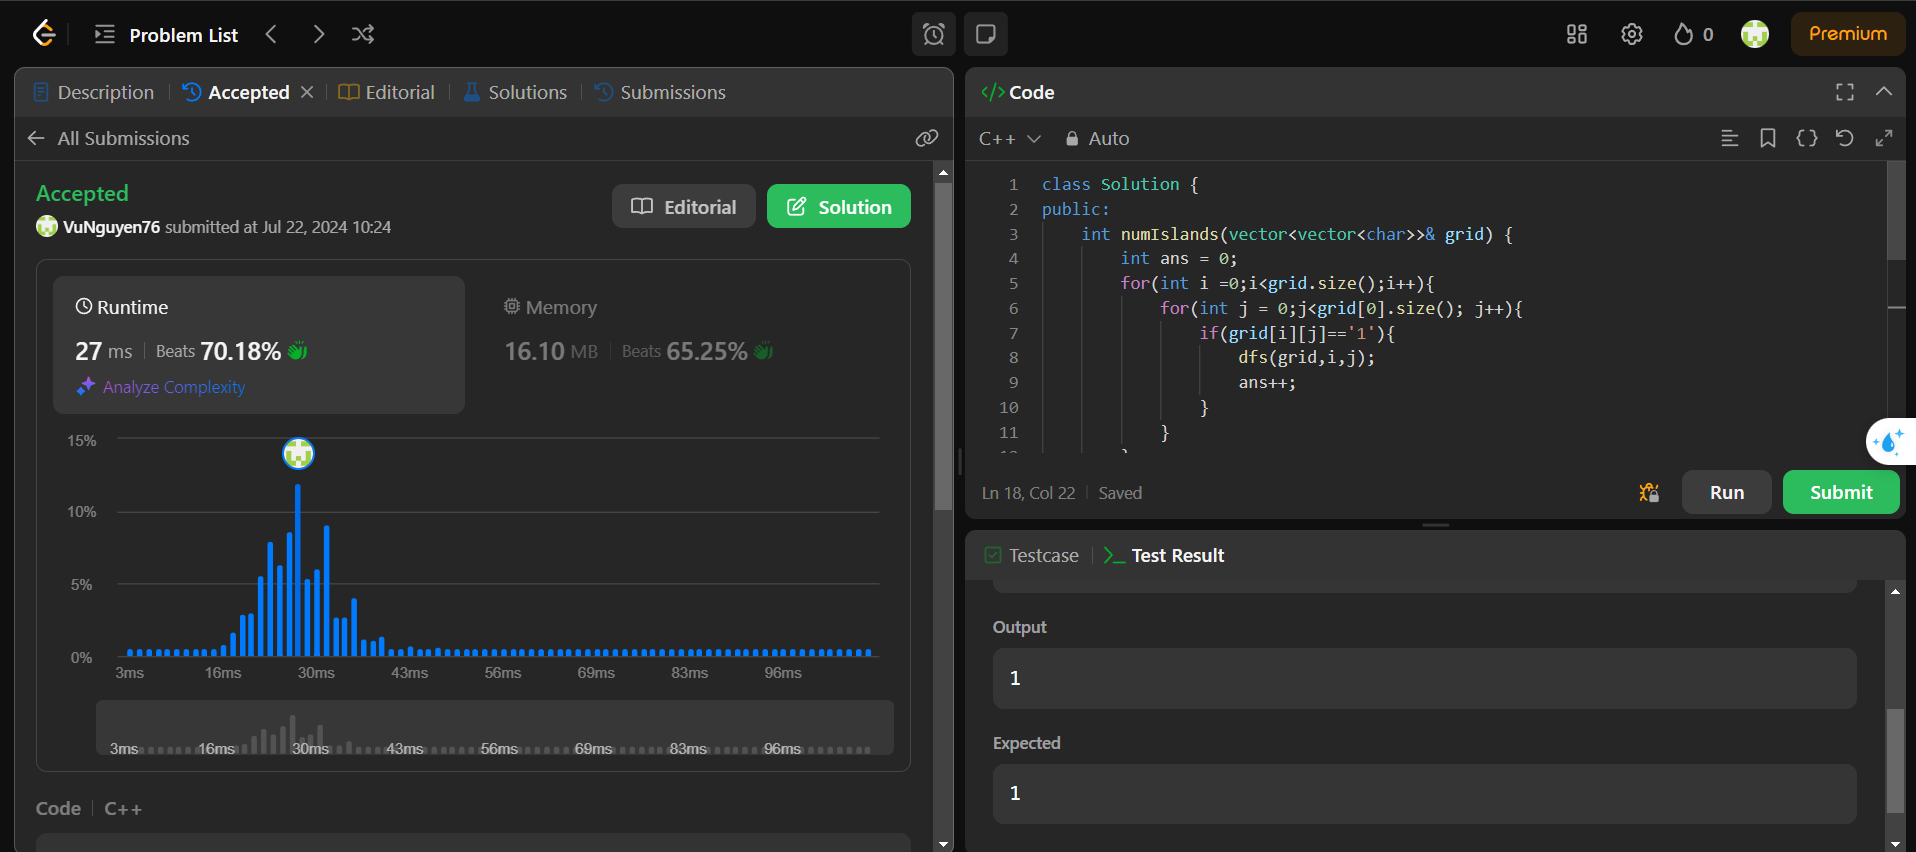 Problem List
0
Premium
Description
Accepted
Editorial
Solutions
Submissions
All Submissions
Accepted
VuNguyen76 submitted at Jul 22, 2024 10:24
Editorial
Solution
Runtime
27 ms
Beats 70.18%
Analyze Complexity
Memory
16.10 MB
Beats 65.25%
15%
10%
5%
0%
3ms 16ms 30ms 43ms 56ms 69ms 83ms 96ms
3ms 16ms 30ms 43ms 56ms 69ms 83ms 96ms
Code
C++
</> Code
C++
Auto
1 class Solution {
2 public:
3 int numIslands(vector<vector<char>>& grid) {
4 int ans = 0;
5 for(int i =0;i<grid.size();i++){
6 for(int j = 0;j<grid[0].size(); j++){
7 if(grid[i][j]=='1'){
8 dfs(grid,i,j);
9 ans++;
10 }
11 }
Ln 18, Col 22
Saved
Run
Submit
Testcase
Test Result
Output
1
Expected
1